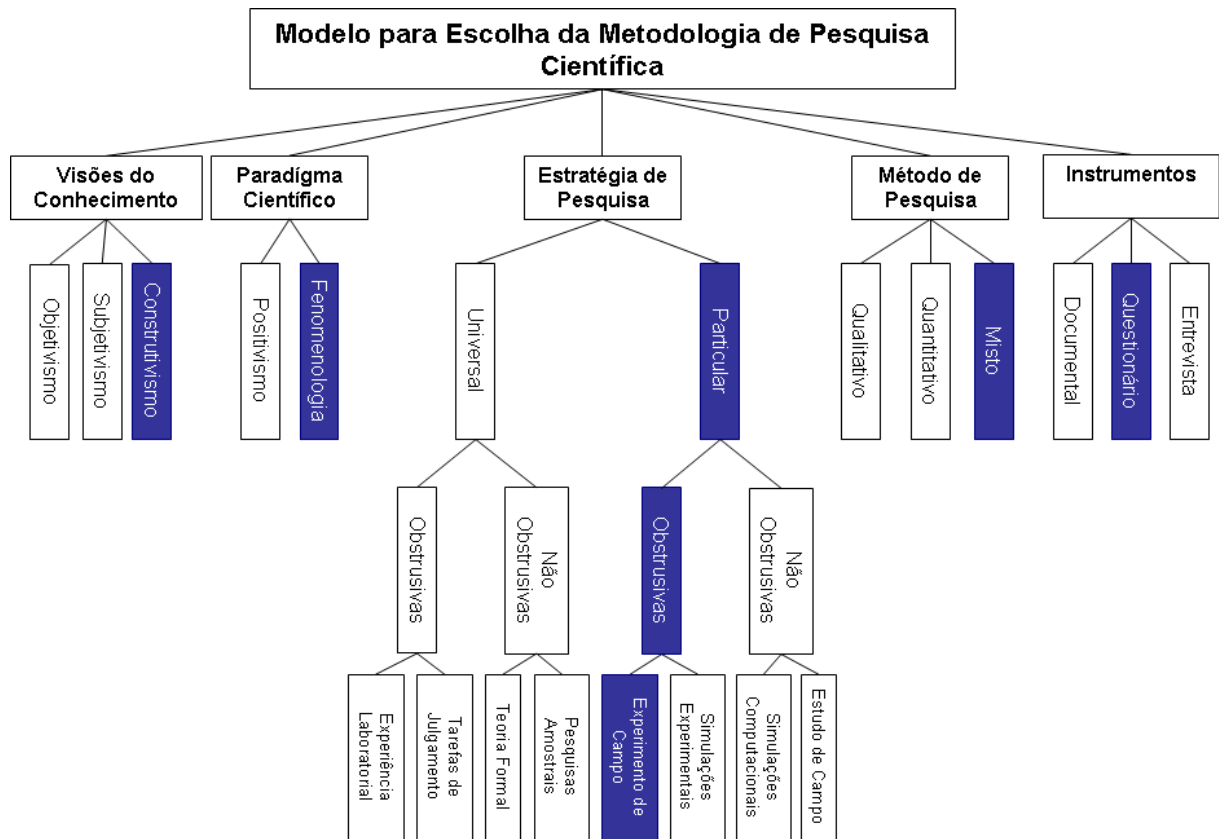 Modelo para Escolha da Metodologia de Pesquisa
Científica
Visões do
Conhecimento
Paradígma
Científico
Estratégia de
Pesquisa
Método de
Pesquisa
Instrumentos
Objetivismo
Subjetivismo
Construtivismo
Positivismo
Fenomenologia
Universal
Particular
Qualitativo
Quantitativo
Misto
Documental
Questionário
Entrevista
Obstrusivas
Não
Obstrusivas
Obstrusivas
Não
Obstrusivas
Experiência
Laboratorial
Tarefas de
Julgamento
Teoria Formal
Pesquisas
Amostrais
Experimento de
Campo
Simulações
Experimentais
Simulações
Computacionais
Estudo de Campo